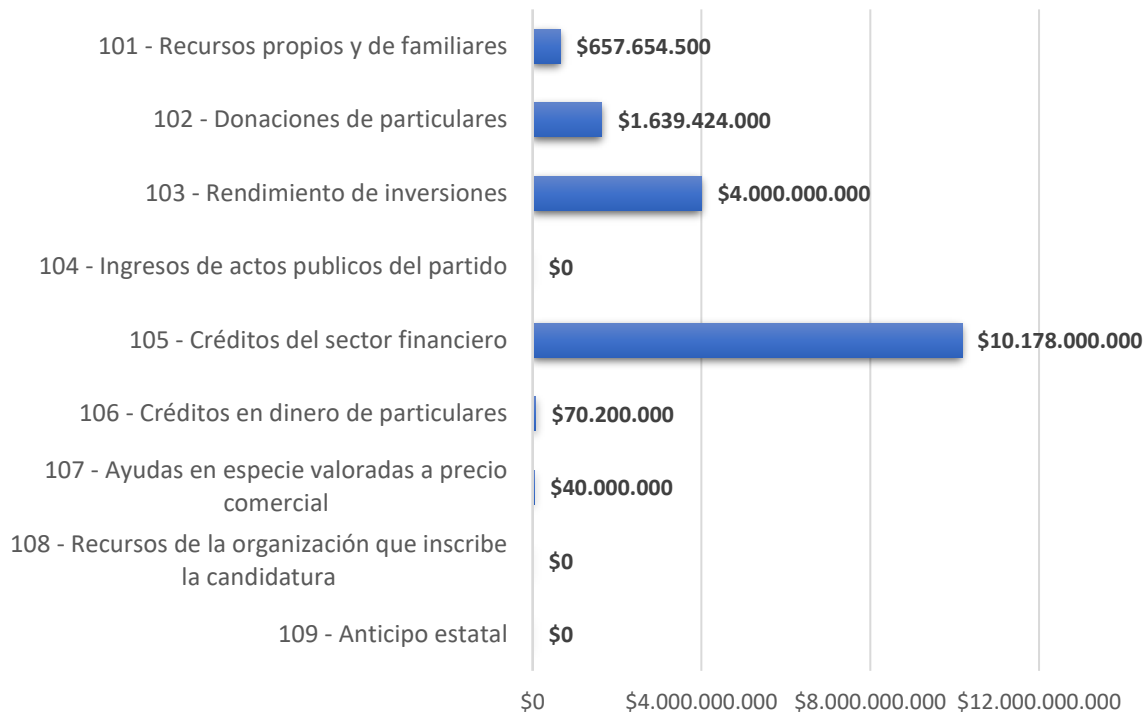 101 - Recursos propios y de familiares $657.654.500
102 - Donaciones de particulares $1.639.424.000
103 - Rendimiento de inversiones $4.000.000.000
104 - Ingresos de actos publicos del partido $0
105 - Créditos del sector financiero $10.178.000.000
106 - Créditos en dinero de particulares $70.200.000
107 - Ayudas en especie valoradas a precio
comercial $40.000.000
108 - Recursos de la organización que inscribe
la candidatura $0
109 - Anticipo estatal $0
$0 $4.000.000.000 $8.000.000.000 $12.000.000.000